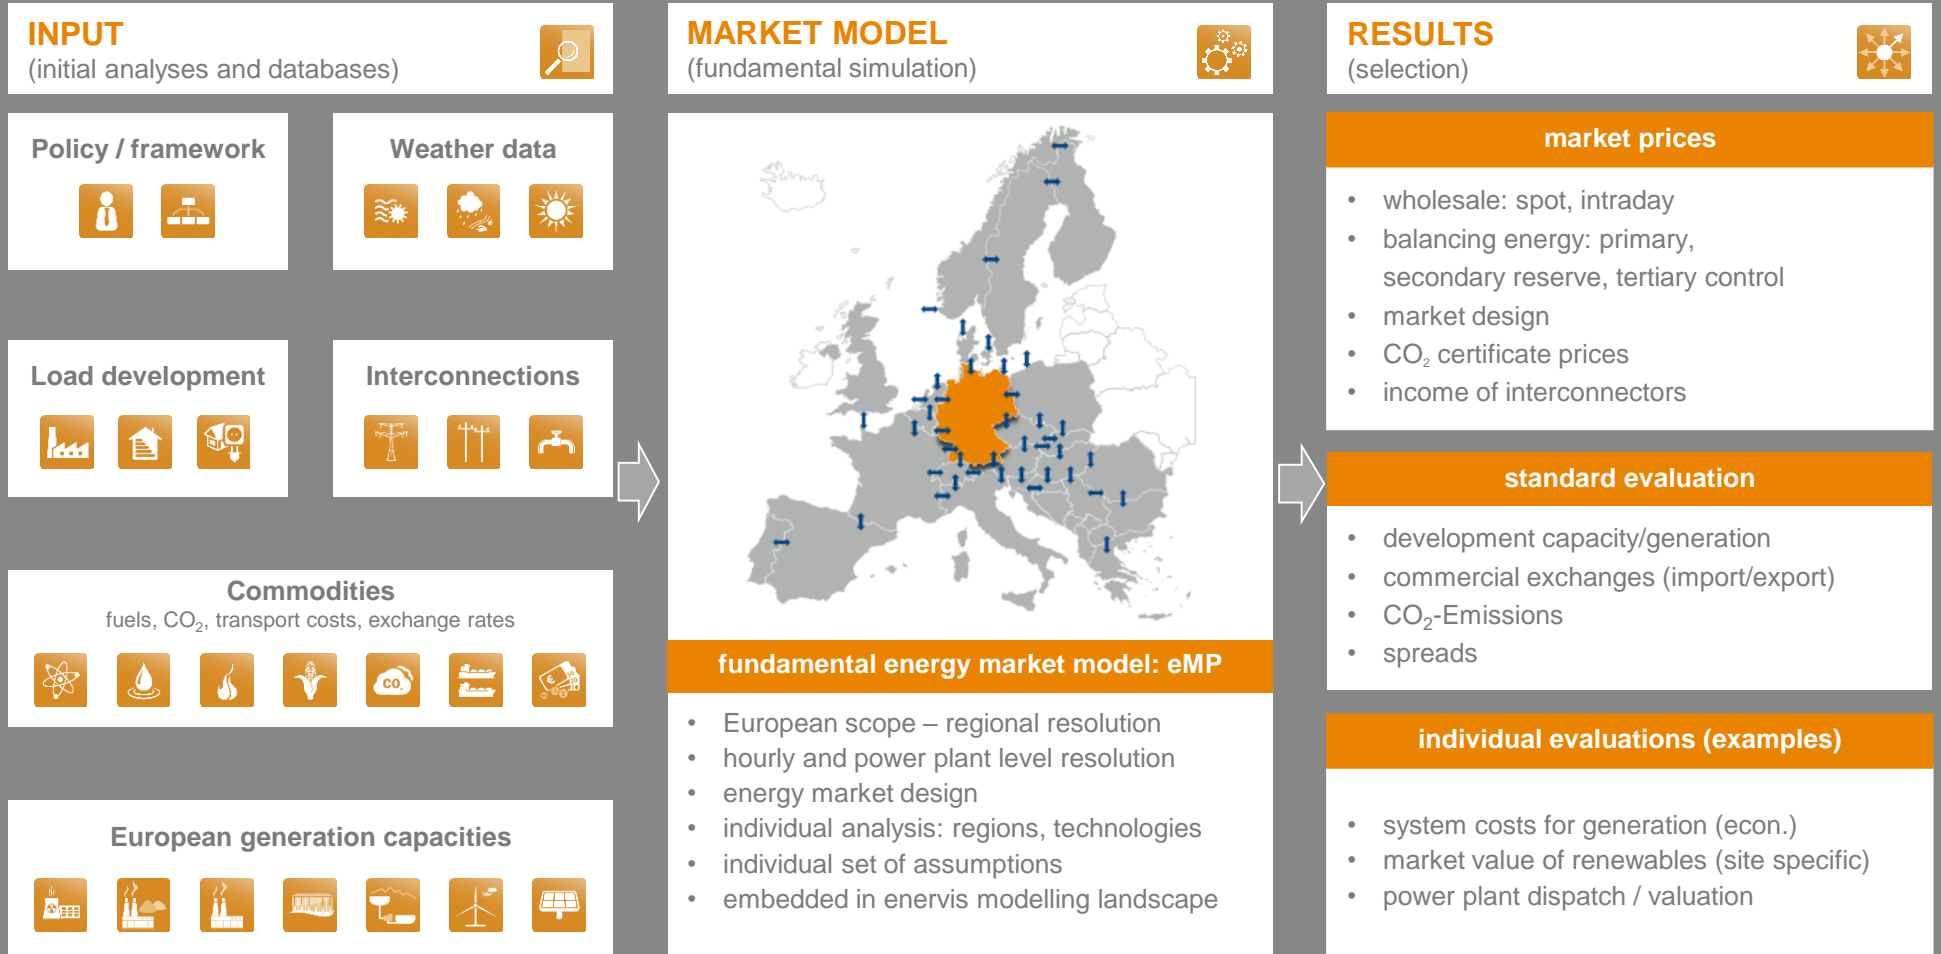 INPUT
(initial analyses and databases)
Policy / framework
Weather data
Load development
Interconnections
Commodities
fuels, CO₂, transport costs, exchange rates
CO₂
European generation capacities
MARKET MODEL
(fundamental simulation)
fundamental energy market model: eMP
• European scope – regional resolution
• hourly and power plant level resolution
• energy market design
• individual analysis: regions, technologies
• individual set of assumptions
• embedded in enervis modelling landscape
RESULTS
(selection)
market prices
• wholesale: spot, intraday
• balancing energy: primary,
secondary reserve, tertiary control
• market design
• CO₂ certificate prices
• income of interconnectors
standard evaluation
• development capacity/generation
• commercial exchanges (import/export)
• CO₂-Emissions
• spreads
individual evaluations (examples)
• system costs for generation (econ.)
• market value of renewables (site specific)
• power plant dispatch / valuation